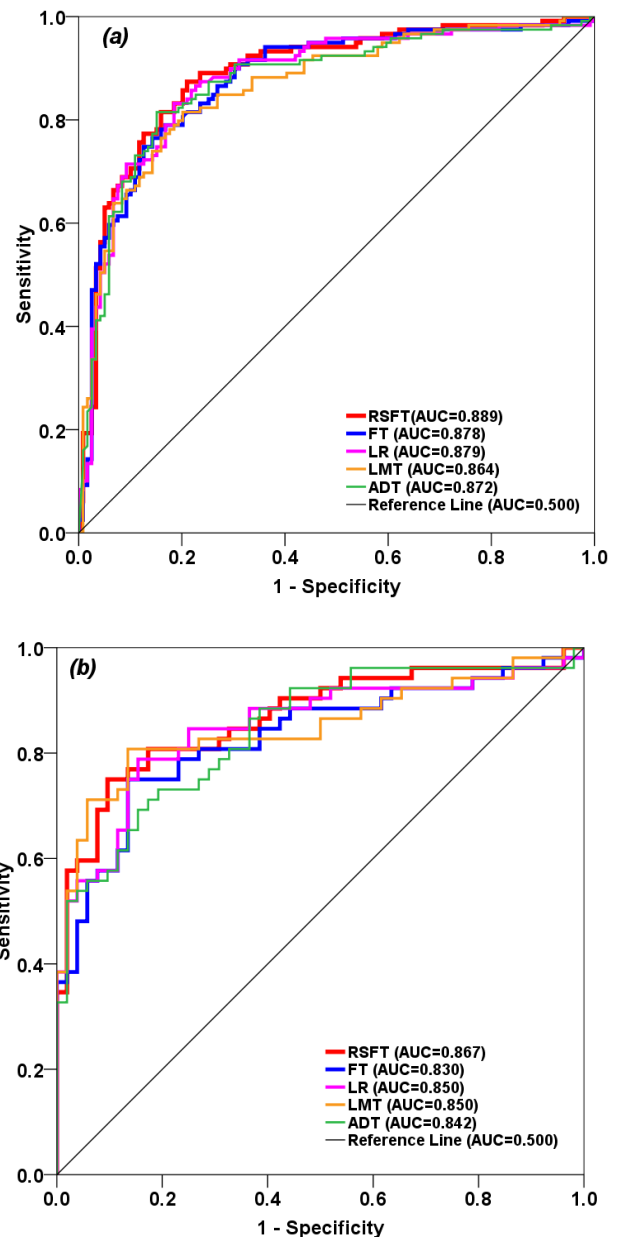 (a)
1.0
0.8
0.6
0.4
0.2
0.0
Sensitivity
RSFT(AUC=0.889)
FT (AUC=0.878)
LR (AUC=0.879)
LMT (AUC=0.864)
ADT (AUC=0.872)
Reference Line (AUC=0.500)
0.0 0.2 0.4 0.6 0.8 1.0
1 - Specificity
(b)
1.0
0.8
0.6
0.4
0.2
0.0
Sensitivity
RSFT (AUC=0.867)
FT (AUC=0.830)
LR (AUC=0.850)
LMT (AUC=0.850)
ADT (AUC=0.842)
Reference Line (AUC=0.500)
0.0 0.2 0.4 0.6 0.8 1.0
1 - Specificity